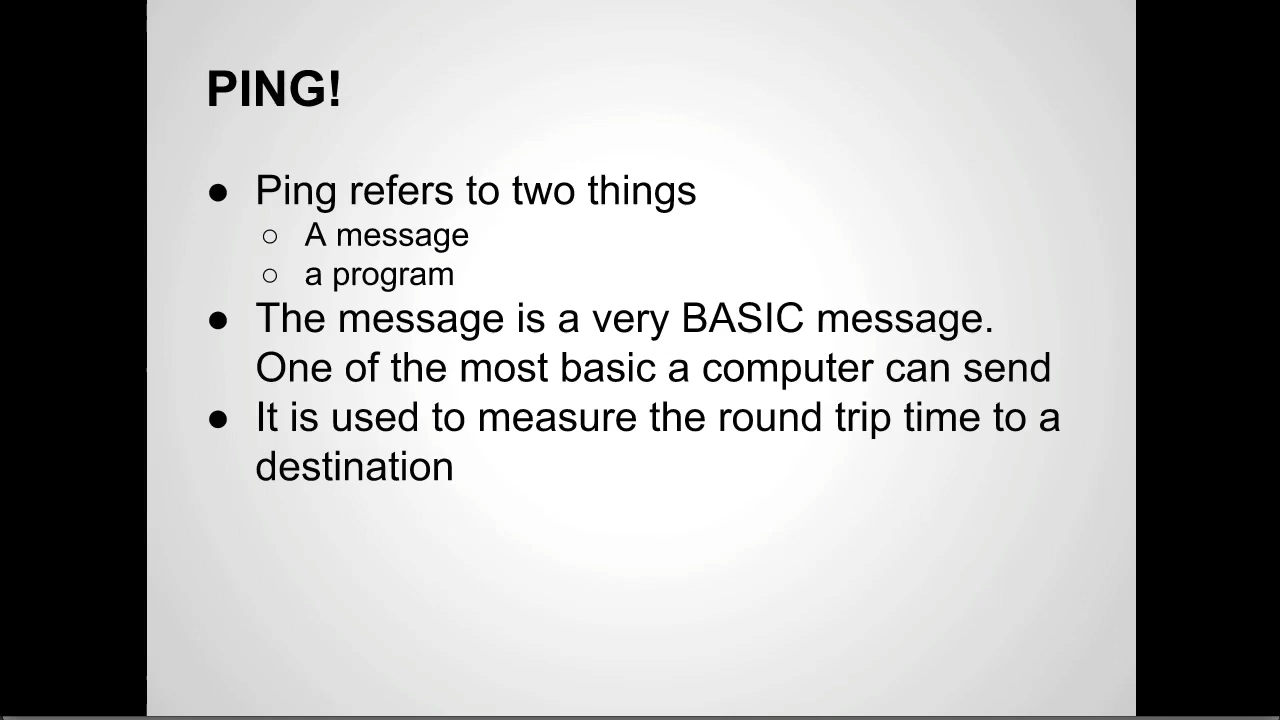 PING!
● Ping refers to two things
○ A message
○ a program
● The message is a very BASIC message.
One of the most basic a computer can send
● It is used to measure the round trip time to a
destination